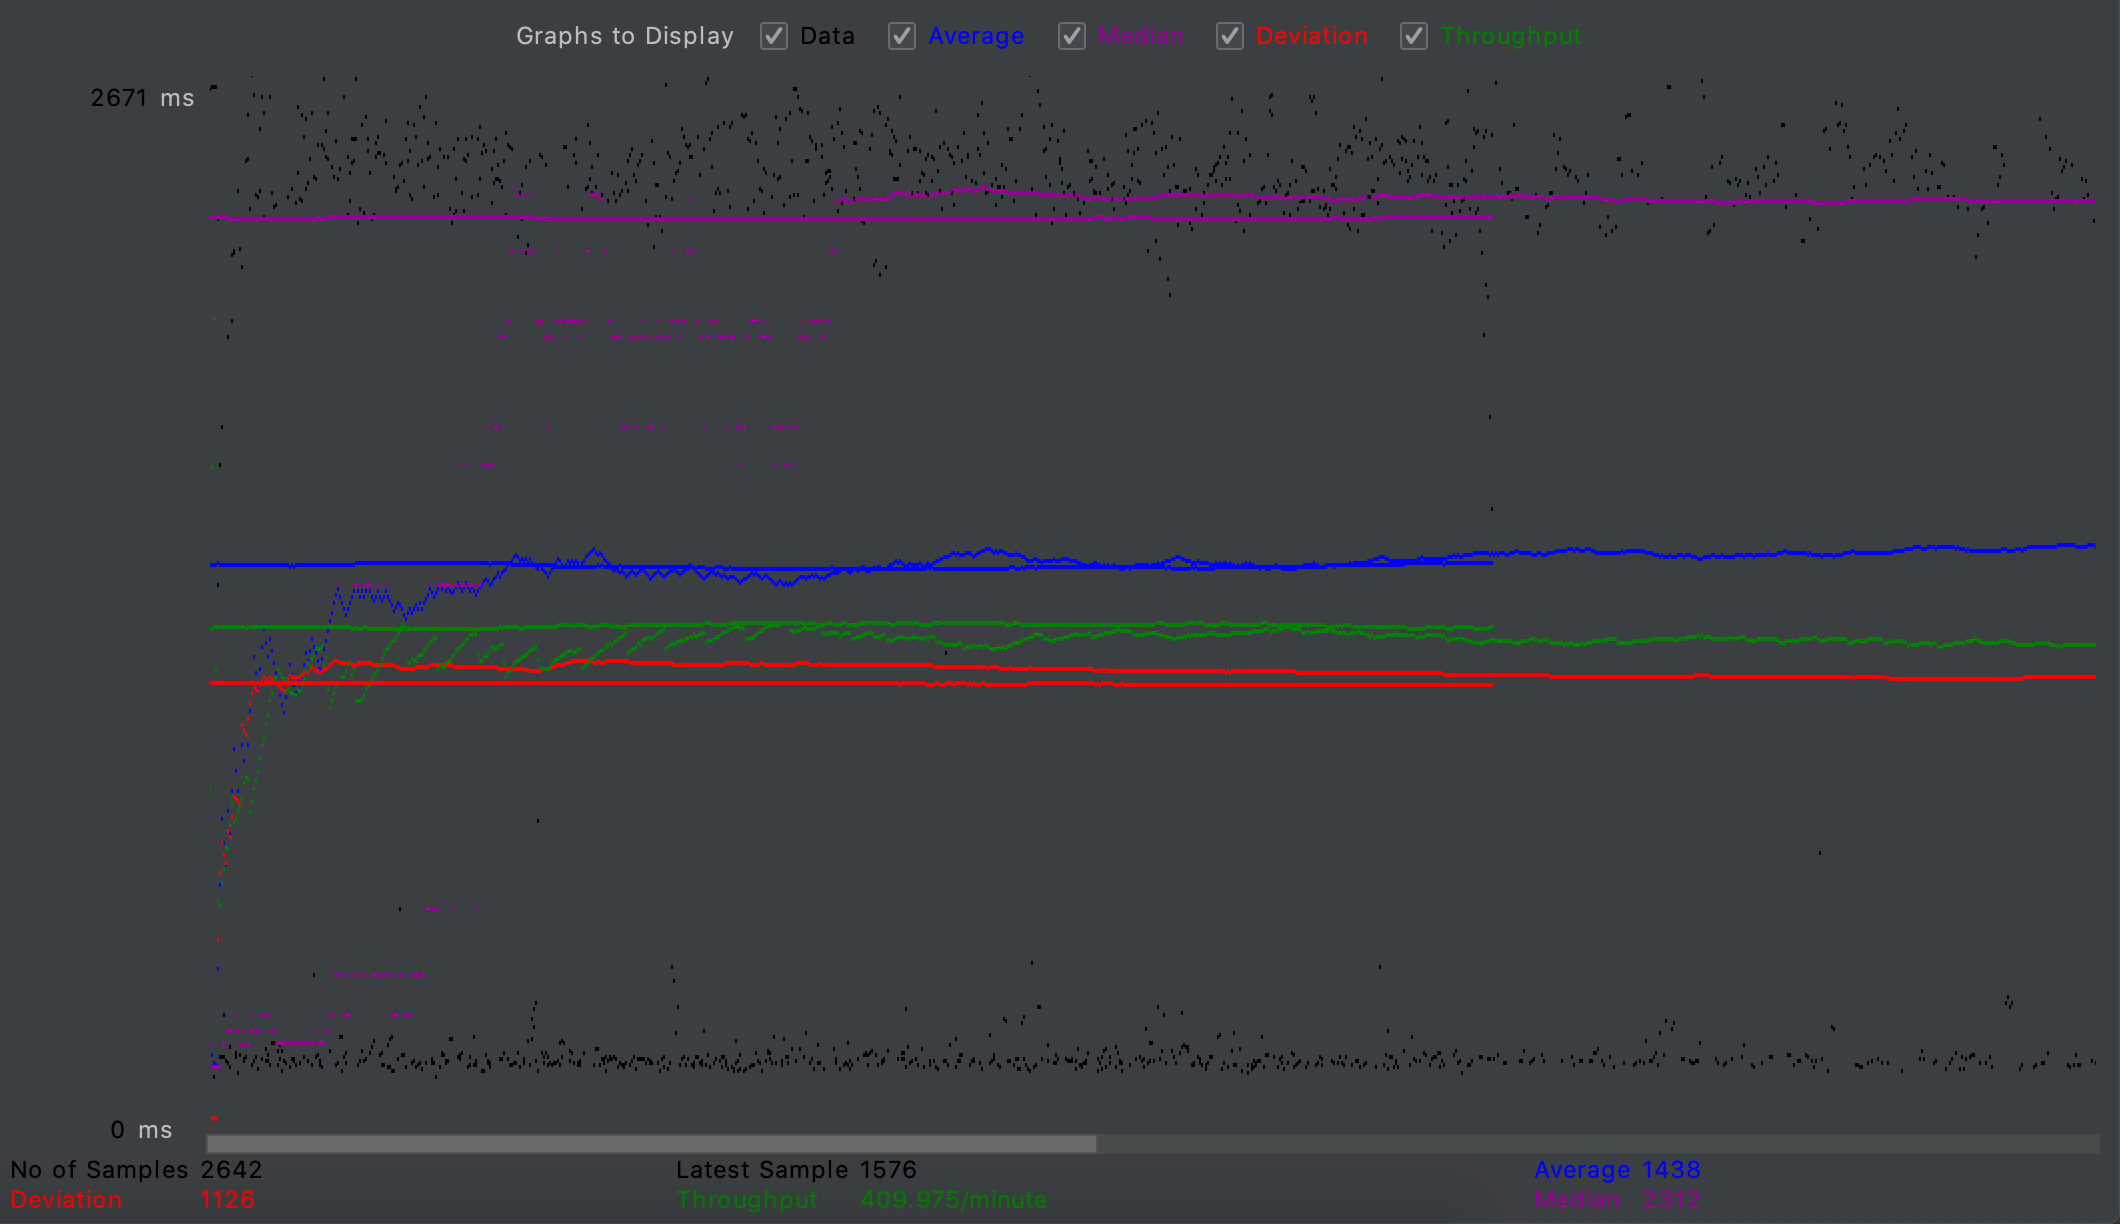 Graphs to Display Data Average Median Deviation Throughput
2671 ms
0 ms
No of Samples 2642 Latest Sample 1576 Average 1438
Deviation 1126 Throughput 409.975/minute Median 2312